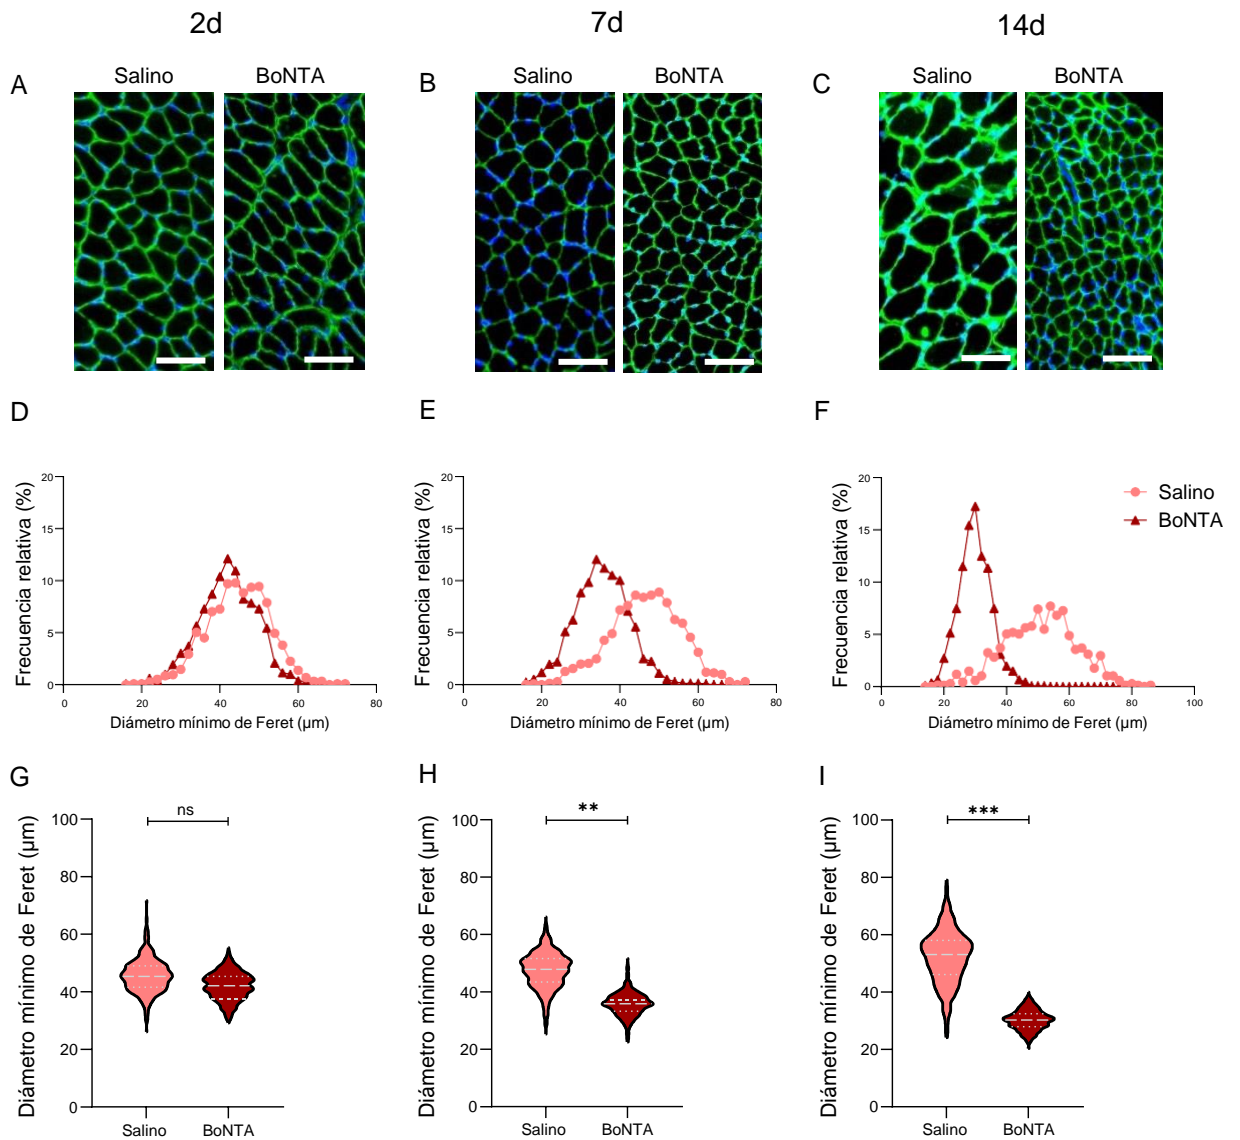 2d 7d 14d
A Salino BoNTA B Salino BoNTA C Salino BoNTA
D E F
Frecuencia relativa (%)
20
15
10
5
0
0 20 40 60 80
Diámetro mínimo de Feret (µm)
Frecuencia relativa (%)
20
15
10
5
0
0 20 40 60 80
Diámetro mínimo de Feret (µm)
Frecuencia relativa (%)
20
15
10
5
0
0 20 40 60 80 100
Diámetro mínimo de Feret (µm)
Salino
BoNTA
G H I
Diámetro mínimo de Feret (µm)
100
80
60
40
20
0
ns
Salino BoNTA
Diámetro mínimo de Feret (µm)
100
80
60
40
20
0
**
Salino BoNTA
Diámetro mínimo de Feret (µm)
100
80
60
40
20
0
***
Salino BoNTA